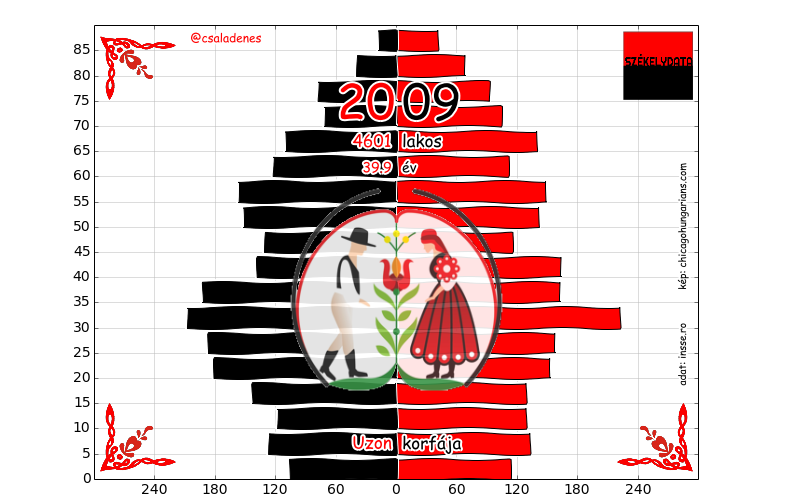 @csaladenes
SZÉKELYDATA
2009
4601 lakos
39.9 év
kép: chicagohungarians.com
adat: insse.ro
Uzon korfája
85
80
75
70
65
60
55
50
45
40
35
30
25
20
15
10
5
0
240 180 120 60 0 60 120 180 240